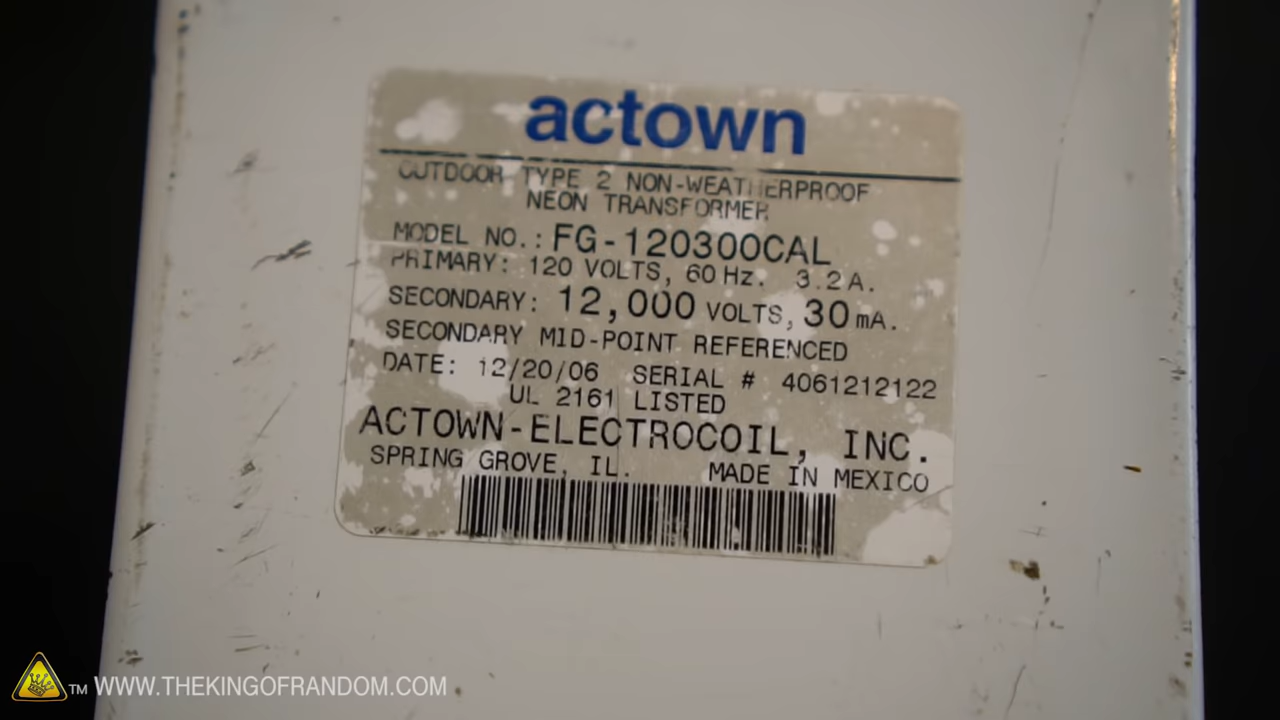 actown
OUTDOOR TYPE 2 NON-WEATHERPROOF
NEON TRANSFORMER
MODEL NO.: FG-120300CAL
PRIMARY: 120 VOLTS, 60 Hz. 3.2 A.
SECONDARY: 12,000 VOLTS, 30 mA.
SECONDARY MID-POINT REFERENCED
DATE: 12/20/06 SERIAL # 4061212122
UL 2161 LISTED
ACTOWN-ELECTROCOIL, INC.
SPRING GROVE, IL. MADE IN MEXICO
TM WWW.THEKINGOFRANDOM.COM